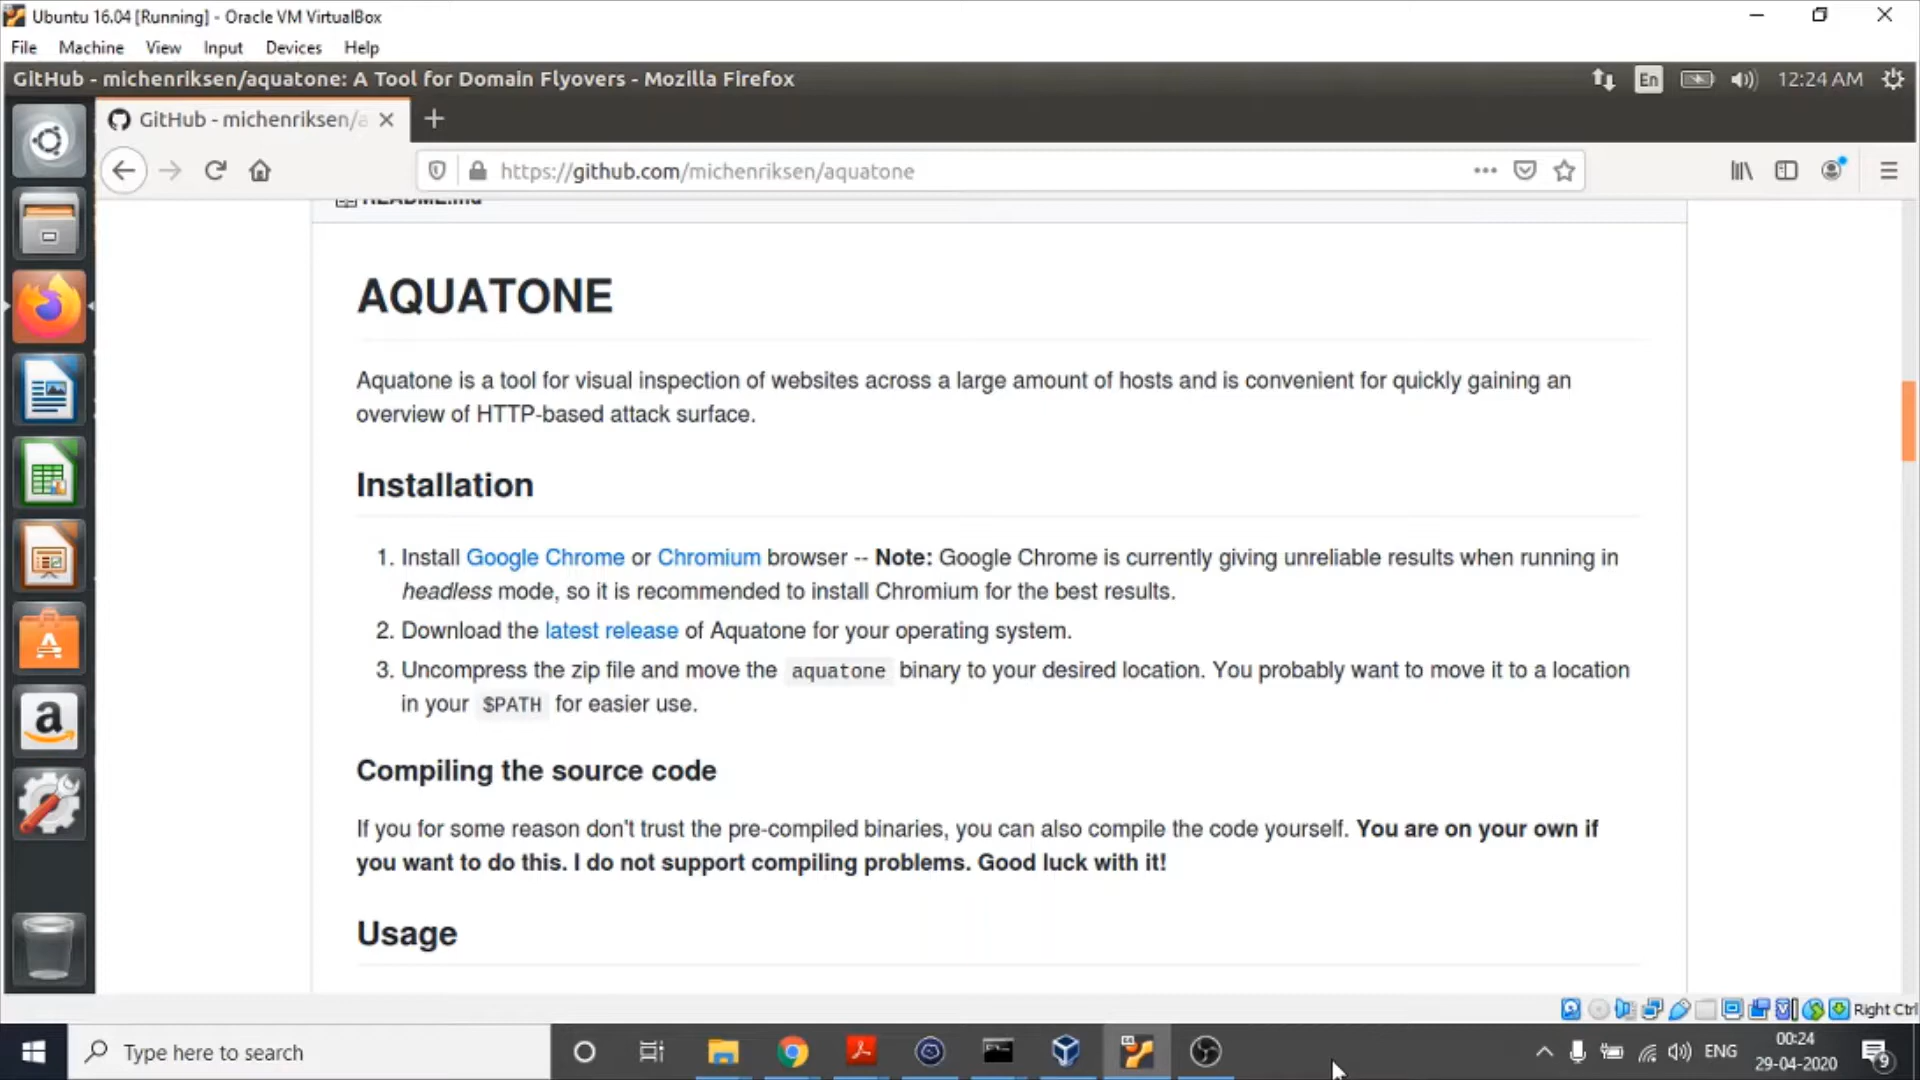 Ubuntu 16.04 [Running] - Oracle VM VirtualBox
File Machine View Input Devices Help
GitHub - michenriksen/aquatone: A Tool for Domain Flyovers - Mozilla Firefox
En
12:24 AM
GitHub - michenriksen/a
https://github.com/michenriksen/aquatone
README.md
AQUATONE
Aquatone is a tool for visual inspection of websites across a large amount of hosts and is convenient for quickly gaining an
overview of HTTP-based attack surface.
Installation
1. Install Google Chrome or Chromium browser -- Note: Google Chrome is currently giving unreliable results when running in
headless mode, so it is recommended to install Chromium for the best results.
2. Download the latest release of Aquatone for your operating system.
3. Uncompress the zip file and move the aquatone binary to your desired location. You probably want to move it to a location
in your $PATH for easier use.
Compiling the source code
If you for some reason don't trust the pre-compiled binaries, you can also compile the code yourself. You are on your own if
you want to do this. I do not support compiling problems. Good luck with it!
Usage
Right Ctrl
Type here to search
ENG
00:24
29-04-2020
9